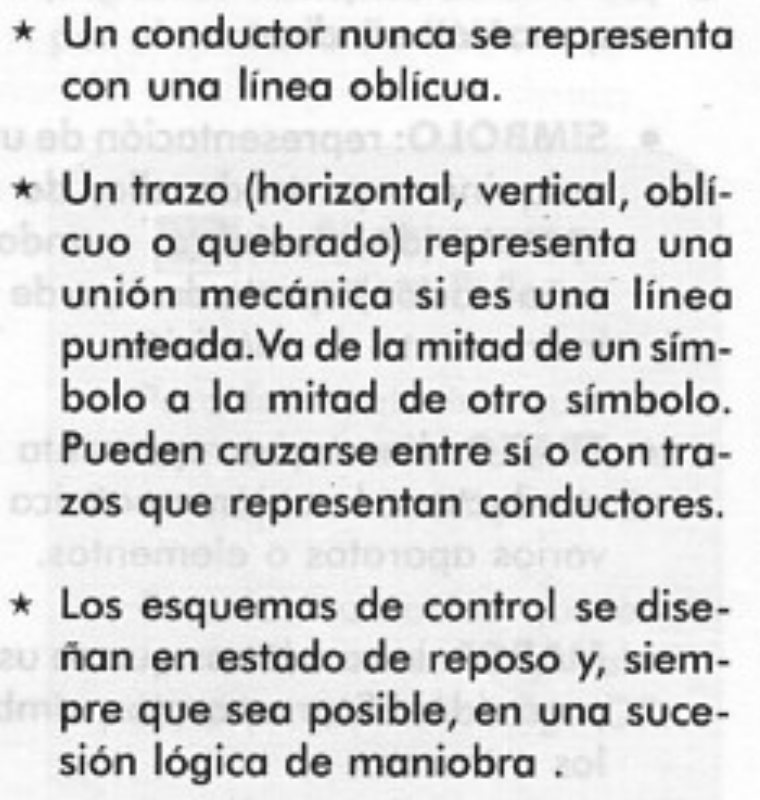 ★ Un conductor nunca se representa
con una línea oblícua.
★ Un trazo (horizontal, vertical, oblí-
cuo o quebrado) representa una
unión mecánica si es una línea
punteada.Va de la mitad de un sím-
bolo a la mitad de otro símbolo.
Pueden cruzarse entre sí o con tra-
zos que representan conductores.
★ Los esquemas de control se dise-
ñan en estado de reposo y, siem-
pre que sea posible, en una suce-
sión lógica de maniobra .